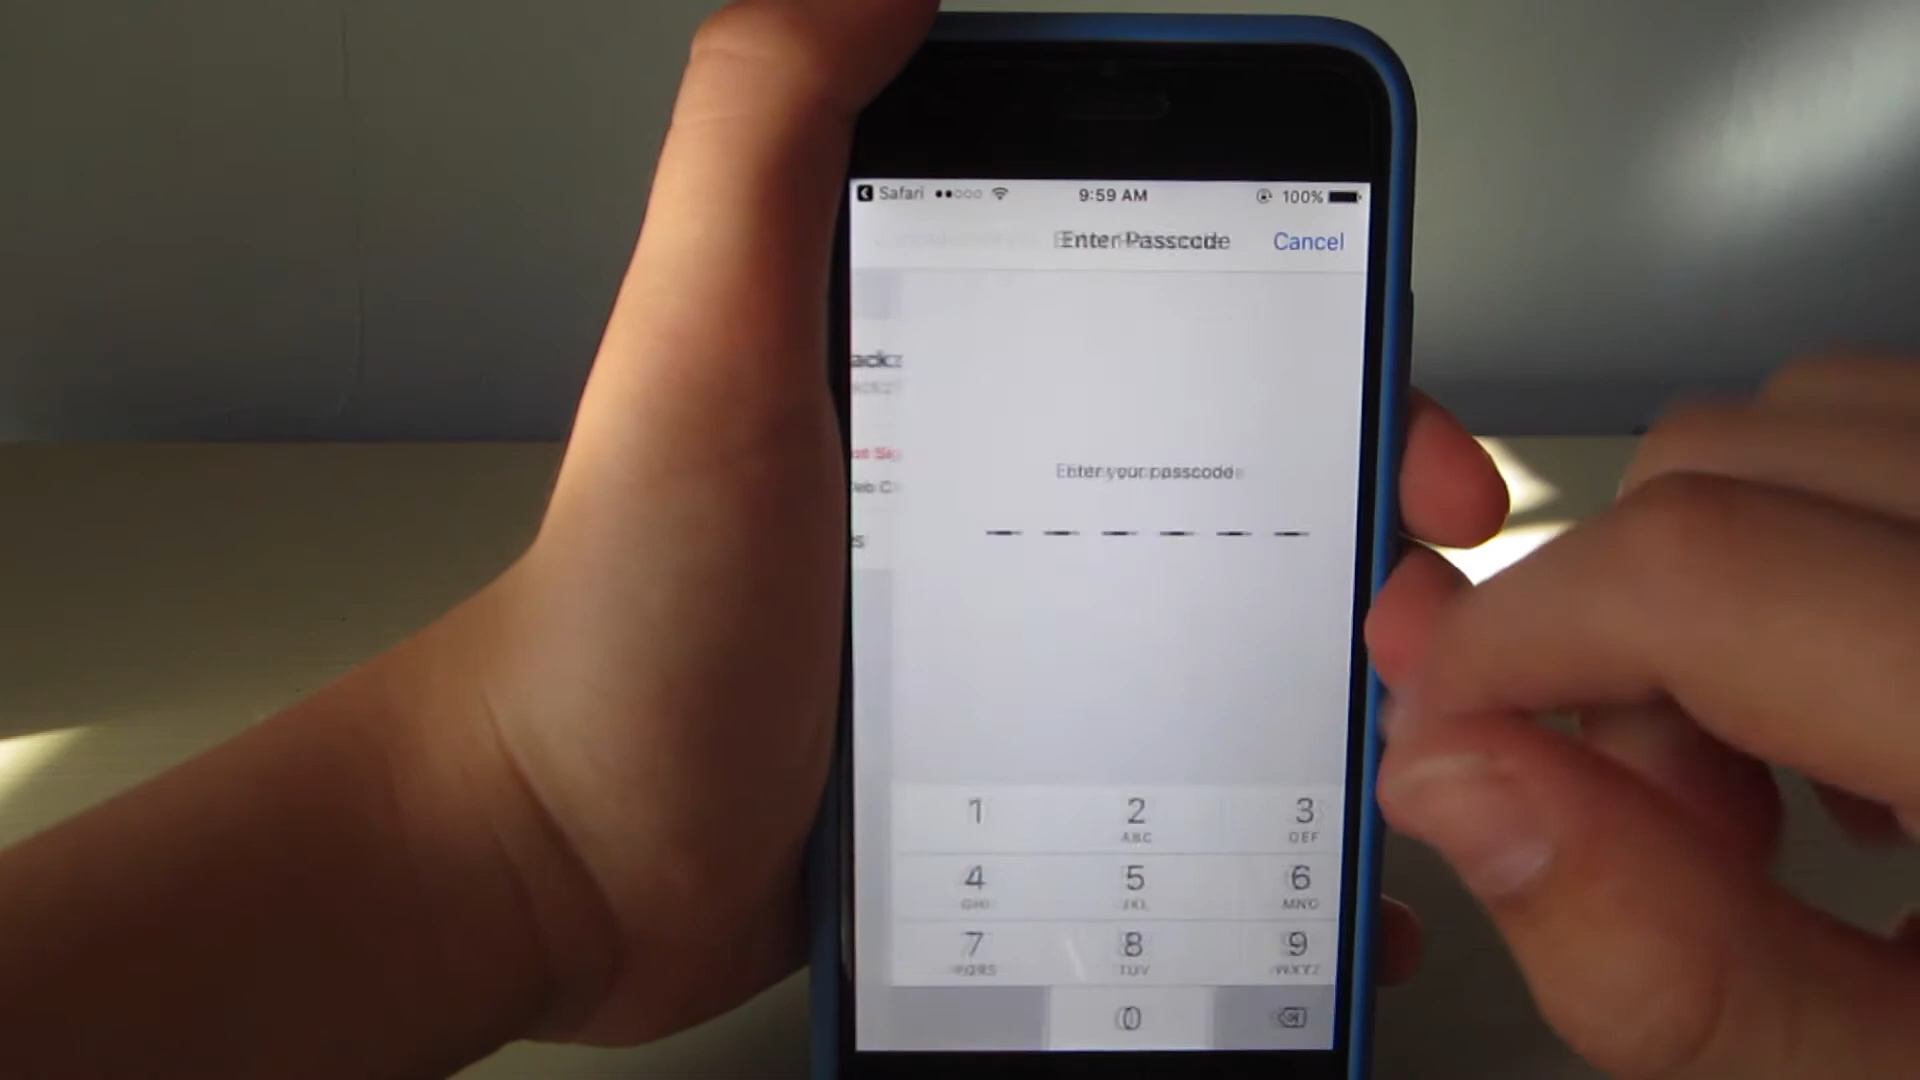 Safari 9:59 AM 100%
Enter Passcode Cancel
Enter your passcode
1 2 3
ABC DEF
4 5 6
GHI JKL MNO
7 8 9
PQRS TUV WXYZ
0